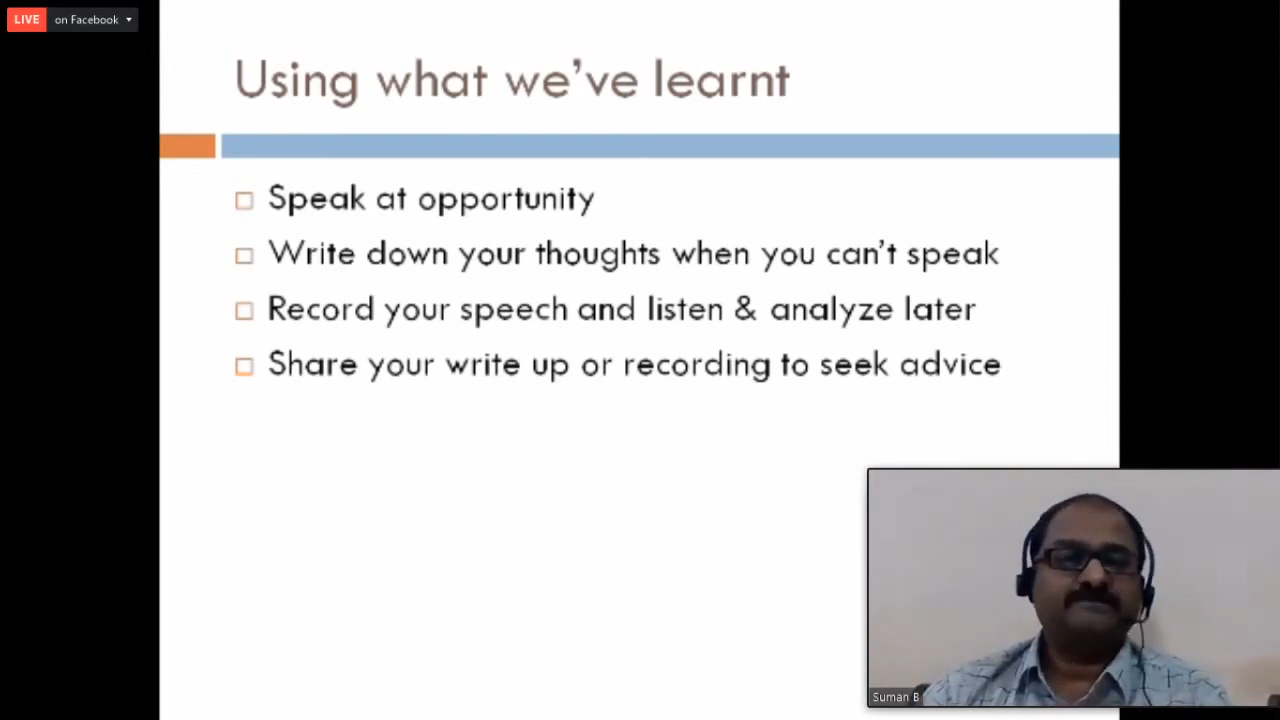 LIVE on Facebook
Using what we've learnt
Speak at opportunity
Write down your thoughts when you can't speak
Record your speech and listen & analyze later
Share your write up or recording to seek advice
Suman B